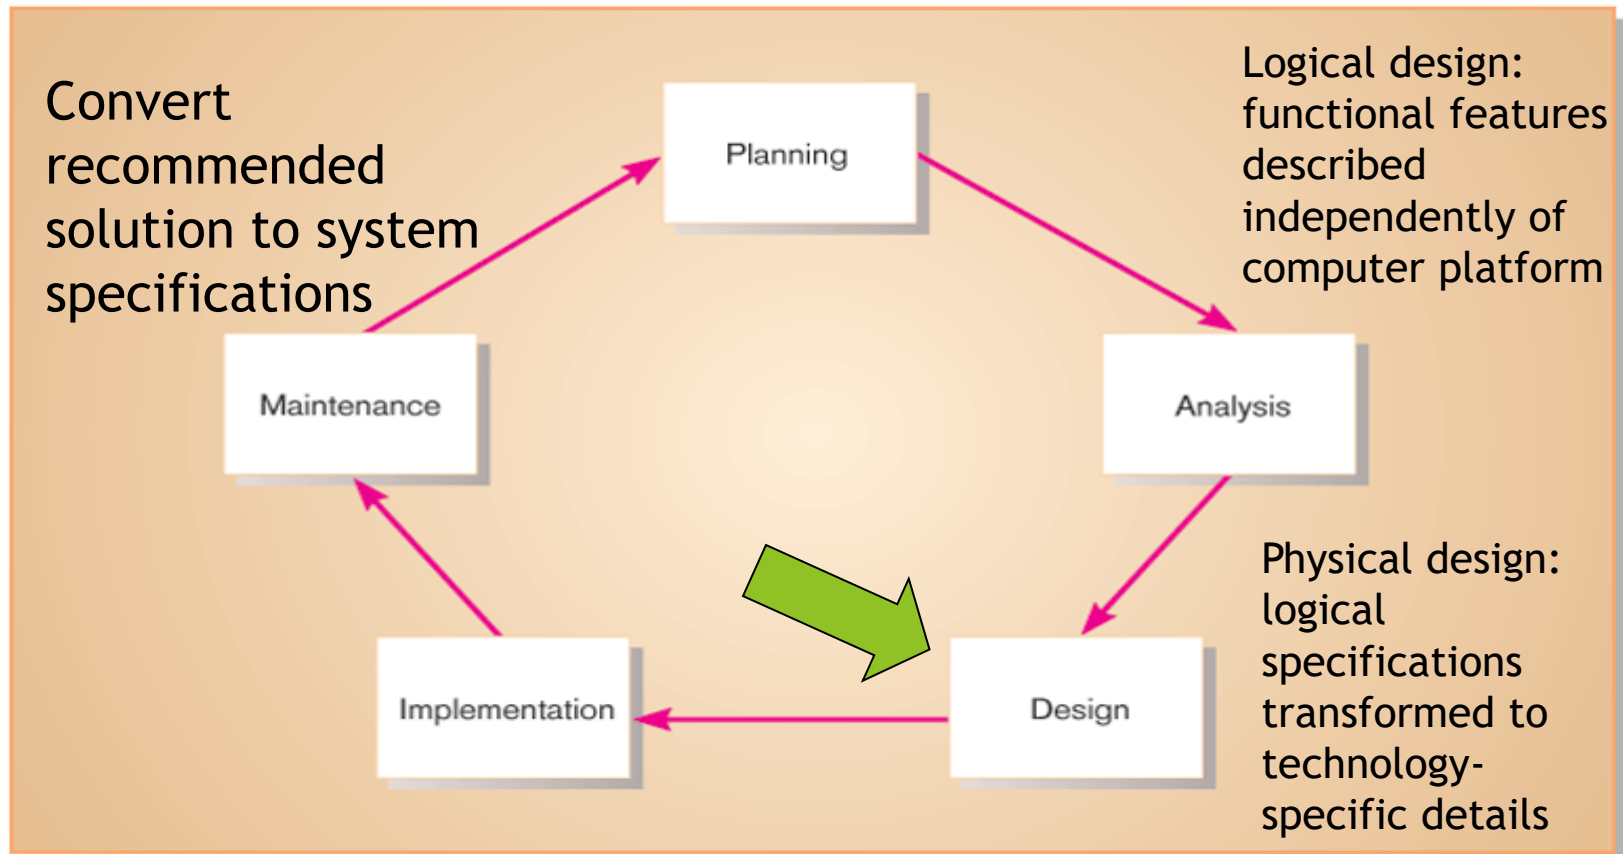 Convert
recommended
solution to system
specifications
Planning
Logical design:
functional features
described
independently of
computer platform
Maintenance
Analysis
Implementation
Design
Physical design:
logical
specifications
transformed to
technology-
specific details